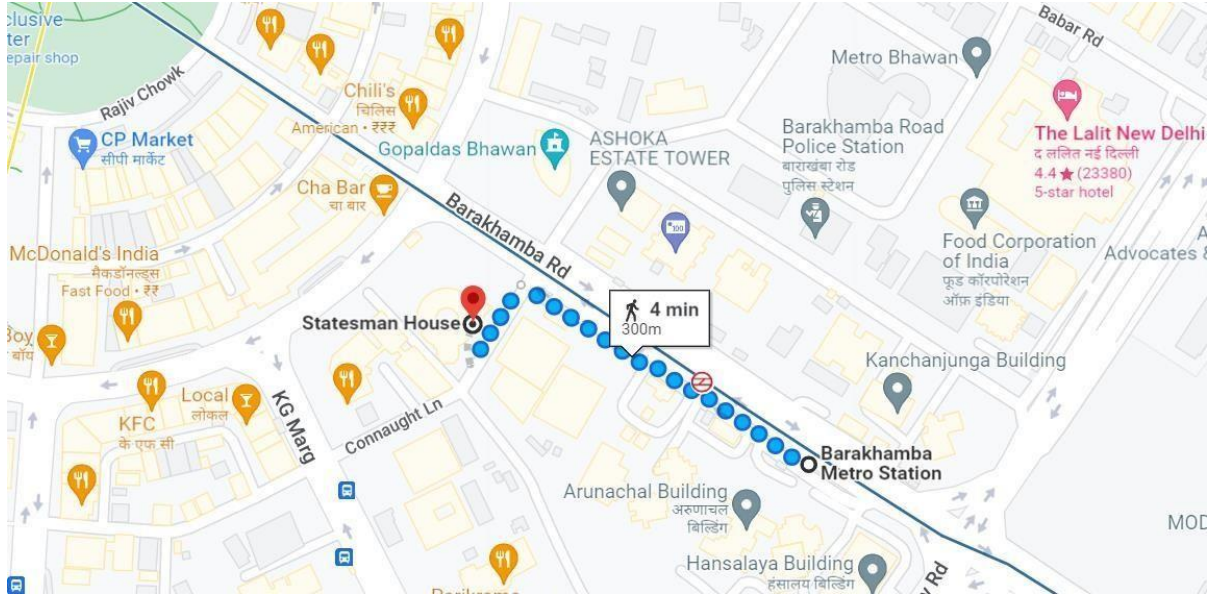 clusive
ter
epair shop
Rajiv Chowk
CP Market
सीपी मार्केट
Chili's
चिलिस
American • ₹₹₹
Gopaldas Bhawan
ASHOKA
ESTATE TOWER
Metro Bhawan
Babar Rd
Barakhamba Road
Police Station
बाराखंबा रोड
पुलिस स्टेशन
The Lalit New Delhi
द ललित नई दिल्ली
4.4 ★ (23380)
5-star hotel
Cha Bar
चा बार
Barakhamba Rd
100
Food Corporation
of India
फ़ूड कॉरपोरेशन
ऑफ़ इंडिया
A
Advocates &
McDonald's India
मैकडॉनल्ड्स
Fast Food • ₹₹
Statesman House
4 min
300m
Boy
बॉय
Kanchanjunga Building
Local
लोकल
KFC
के एफ सी
KG Marg
Connaught Ln
Barakhamba
Metro Station
Arunachal Building
अरुणाचल
बिल्डिंग
MOD
Hansalaya Building
हंसालय बिल्डिंग
y Rd